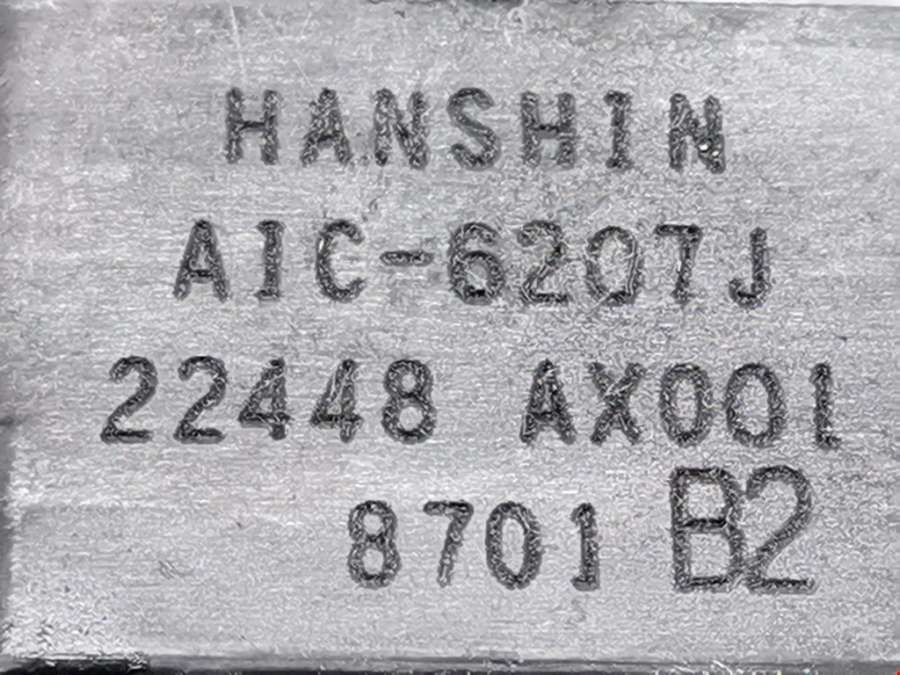 HANSHIN
AIC-6207J
22448 AX001
8701 B2